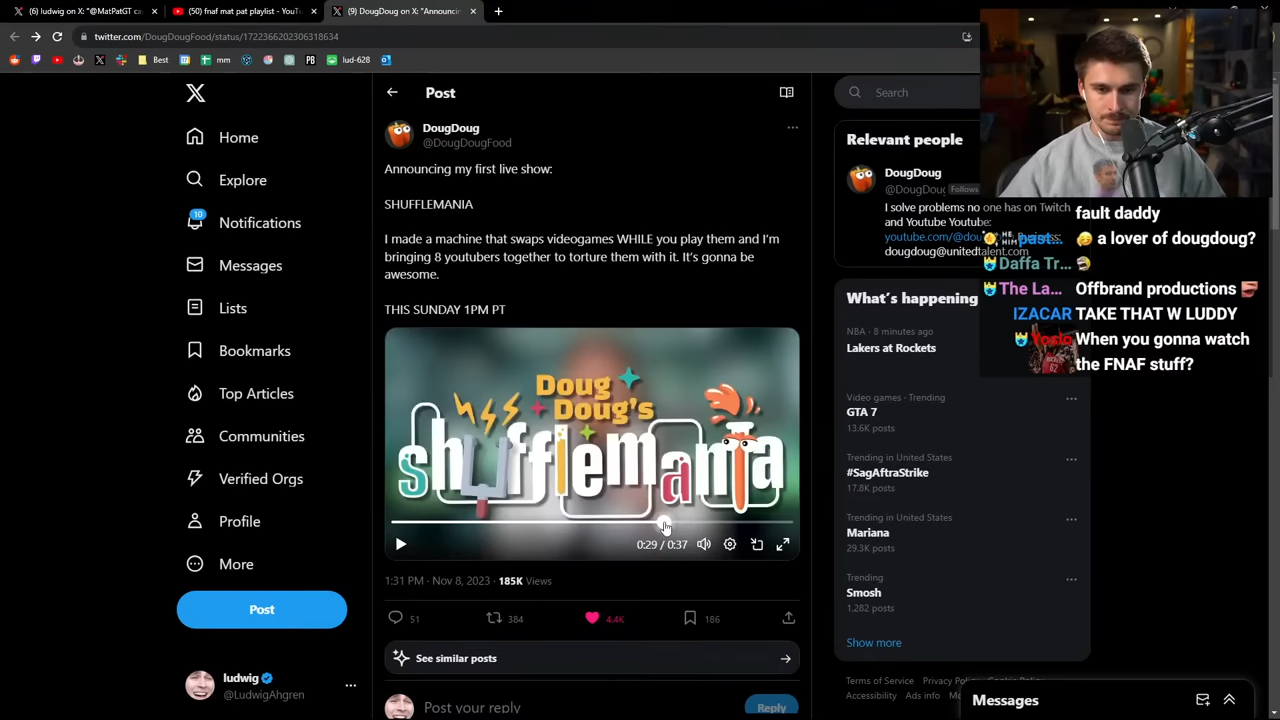 (6) ludwig on X: "@MatPatGT ca
(50) fnaf mat pat playlist - YouT
(9) DougDoug on X: "Announcin
twitter.com/DougDougFood/status/1722366202306318634
Best
mm
PB
lud-628
Home
Explore
10
Notifications
Messages
Lists
Bookmarks
Top Articles
Communities
Verified Orgs
Profile
More
Post
ludwig
@LudwigAhgren
Post
DougDoug
@DougDougFood
Announcing my first live show:
SHUFFLEMANIA
I made a machine that swaps videogames WHILE you play them and I'm
bringing 8 youtubers together to torture them with it. It's gonna be
awesome.
THIS SUNDAY 1PM PT
Doug
Doug's
shufflemania
0:29 / 0:37
1:31 PM · Nov 8, 2023 · 185K Views
51
384
4.4K
186
See similar posts
Post your reply
Reply
Search
Relevant people
DougDoug
@DougDoug
Follows
I solve problems no one has on Twitch
and Youtube Youtube:
youtube.com/@dou
dougdoug@unitedtalent.com
What's happening
NBA · 8 minutes ago
Lakers at Rockets
Video games · Trending
GTA 7
13.6K posts
Trending in United States
#SagAftraStrike
17.8K posts
Trending in United States
Mariana
29.3K posts
Trending
Smosh
1,282 posts
Show more
Terms of Service Privacy
Accessibility Ads info
Messages
fault daddy
HE HIM past... a lover of dougdoug?
Daffa Tr...
The La... Offbrand productions
IZACAR TAKE THAT W LUDDY
Yoslo When you gonna watch
the FNAF stuff?